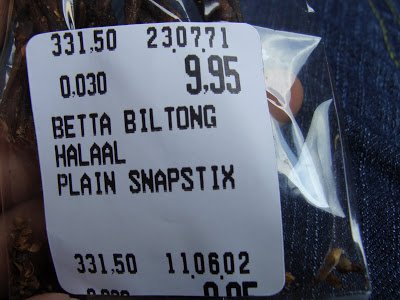 331,50 23.07.71
0,030 9,95
BETTA BILTONG
HALAAL
PLAIN SNAPSTIX
331,50 11.06.02